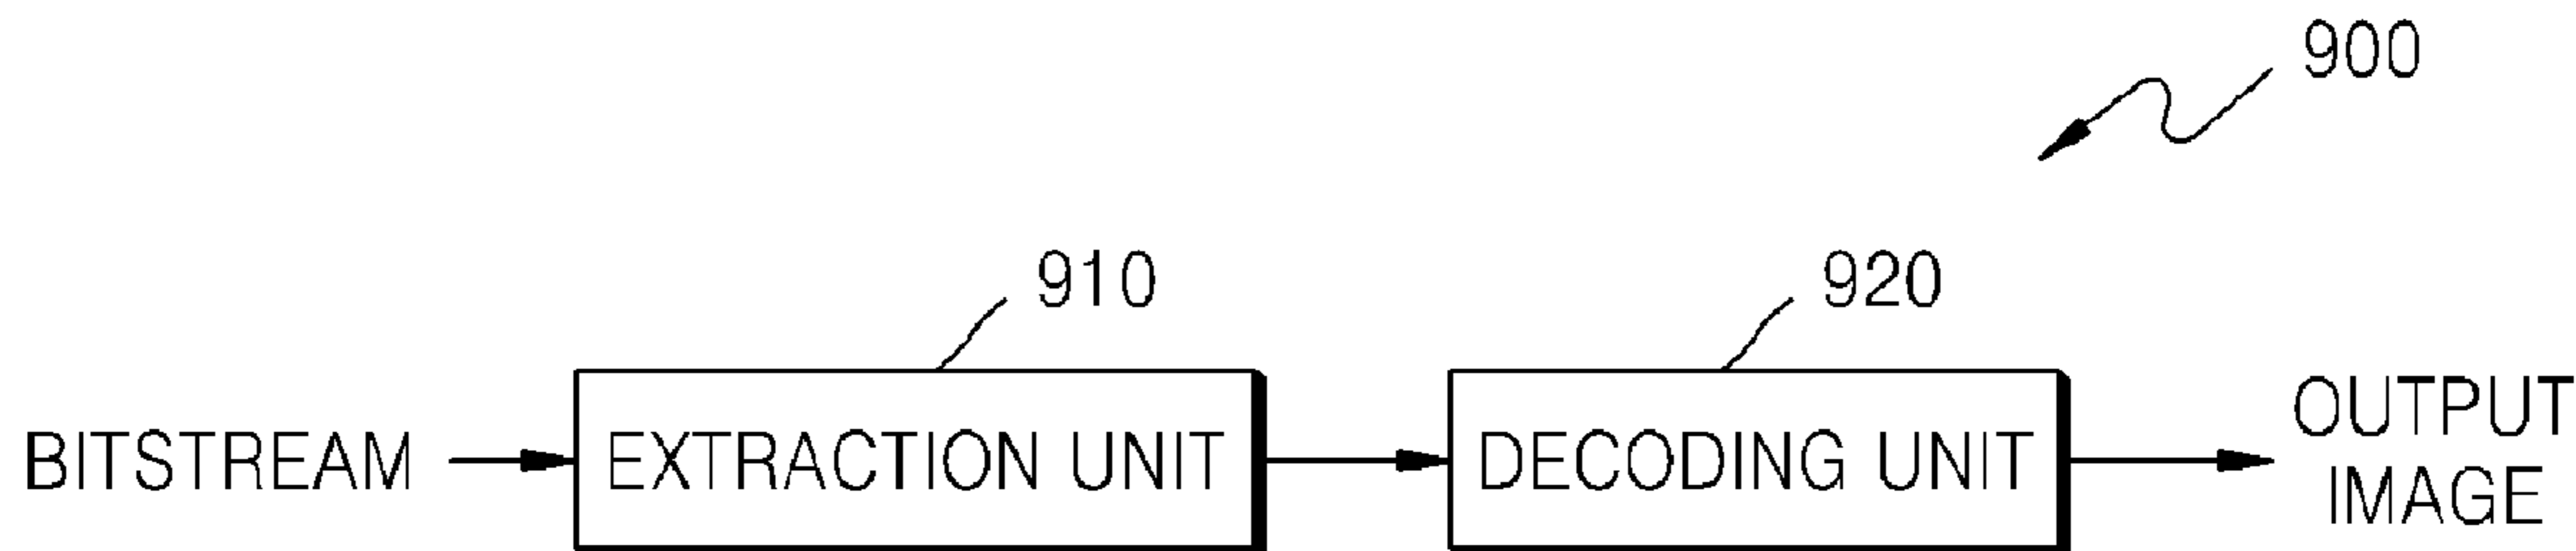 900
910
920
BITSTREAM
EXTRACTION UNIT
DECODING UNIT
OUTPUT
IMAGE